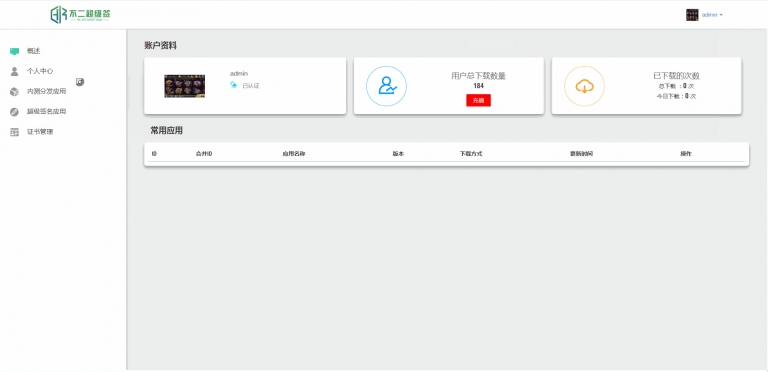 不二超级签
admin
概述
个人中心
内测分发应用
超级签名应用
证书管理
账户资料
admin
已认证
用户总下载数量
184
充值
已下载的次数
总下载 : 0 次
今日下载 : 0 次
常用应用
ID 合并ID 应用名称 版本 下载方式 更新时间 操作